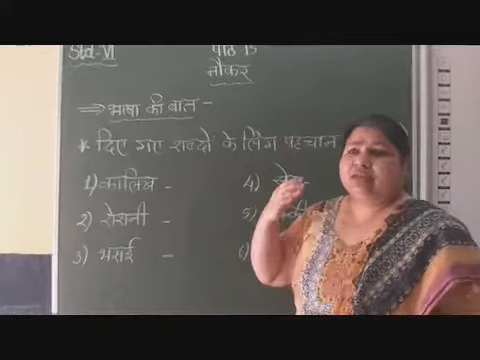 Std-VI पाठ-15
नौकर
⇒ भाषा की बात -
* दिए गए शब्दों के लिंग पहचान
1) कालिख - 4)
2) रोशनी - 5)
3) भराई - 6)